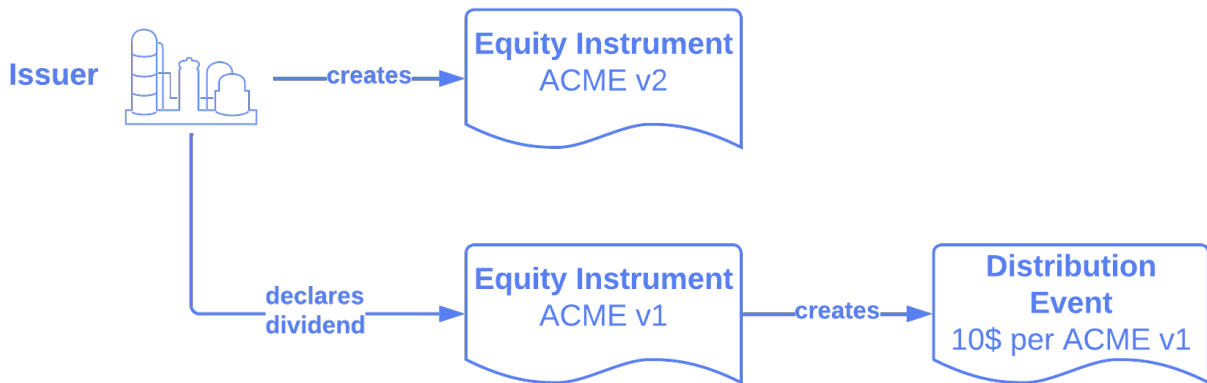 Equity Instrument
ACME v2
Issuer
creates
declares
dividend
Equity Instrument
ACME v1
creates
Distribution
Event
10$ per ACME v1